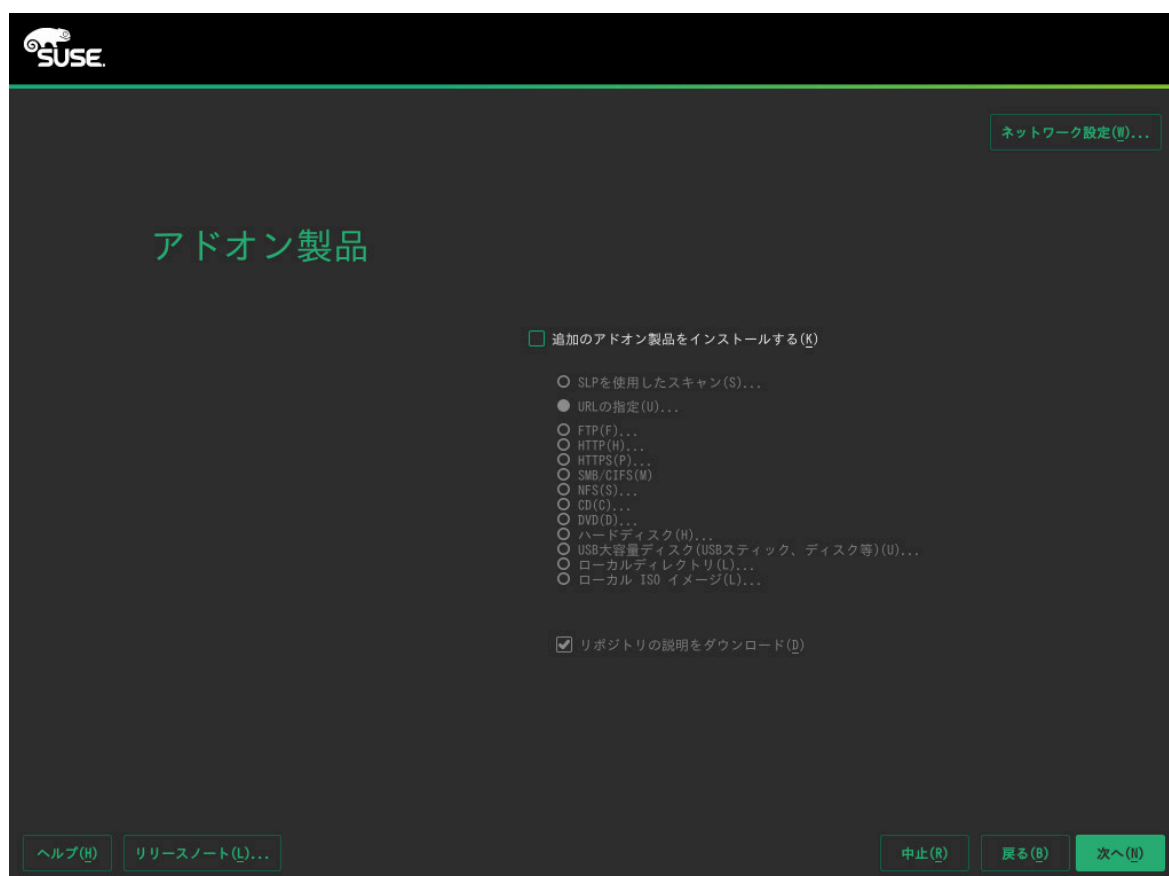 SUSE.
ネットワーク設定(W)...
アドオン製品
追加のアドオン製品をインストールする(K)
SLPを使用したスキャン(S)...
URLの指定(U)...
FTP(F)...
HTTP(H)...
HTTPS(P)...
SMB/CIFS(M)
NFS(S)...
CD(C)...
DVD(D)...
ハードディスク(H)...
USB大容量ディスク(USBスティック、ディスク等)(U)...
ローカルディレクトリ(L)...
ローカル ISO イメージ(L)...
リポジトリの説明をダウンロード(D)
ヘルプ(H) リリースノート(L)... 中止(R) 戻る(B) 次へ(N)